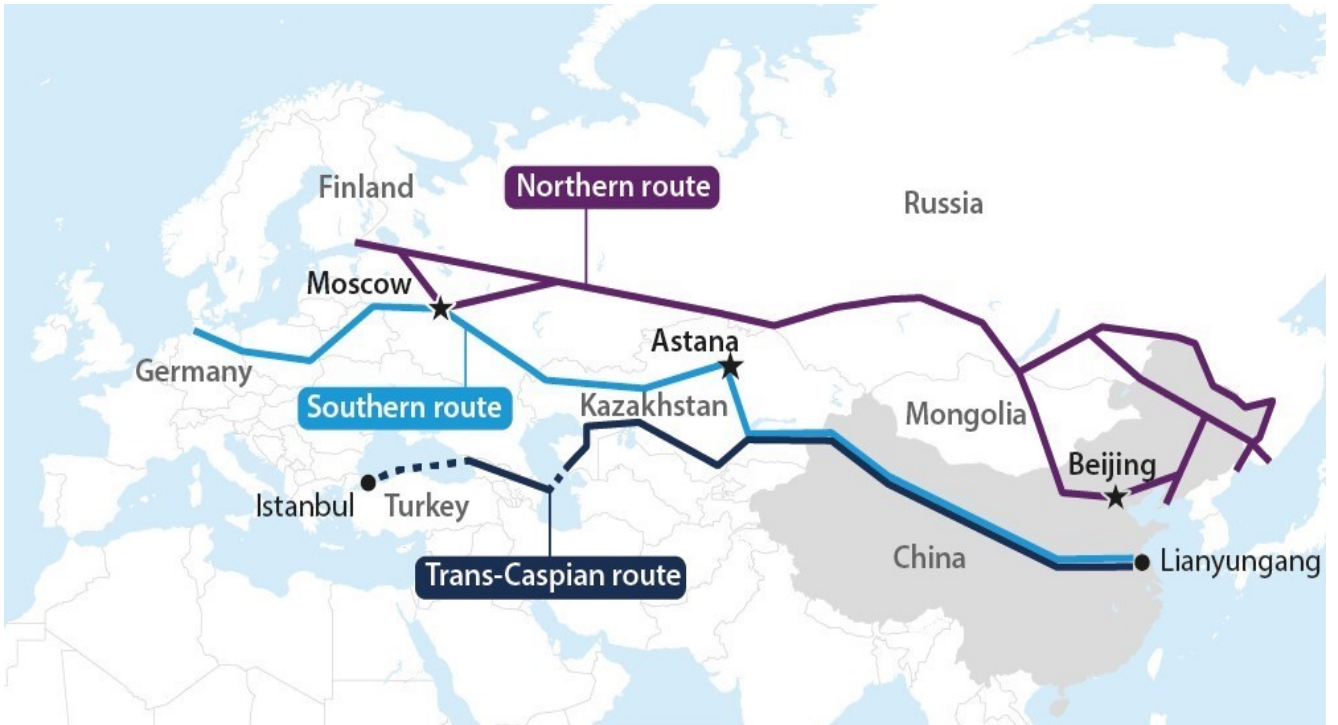 Northern route
Finland
Russia
Moscow
Astana
Germany
Southern route
Kazakhstan
Mongolia
Beijing
Istanbul
Turkey
China
Lianyungang
Trans-Caspian route